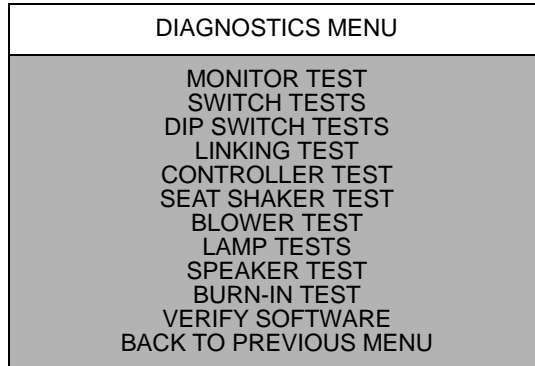 DIAGNOSTICS MENU
MONITOR TEST
SWITCH TESTS
DIP SWITCH TESTS
LINKING TEST
CONTROLLER TEST
SEAT SHAKER TEST
BLOWER TEST
LAMP TESTS
SPEAKER TEST
BURN-IN TEST
VERIFY SOFTWARE
BACK TO PREVIOUS MENU